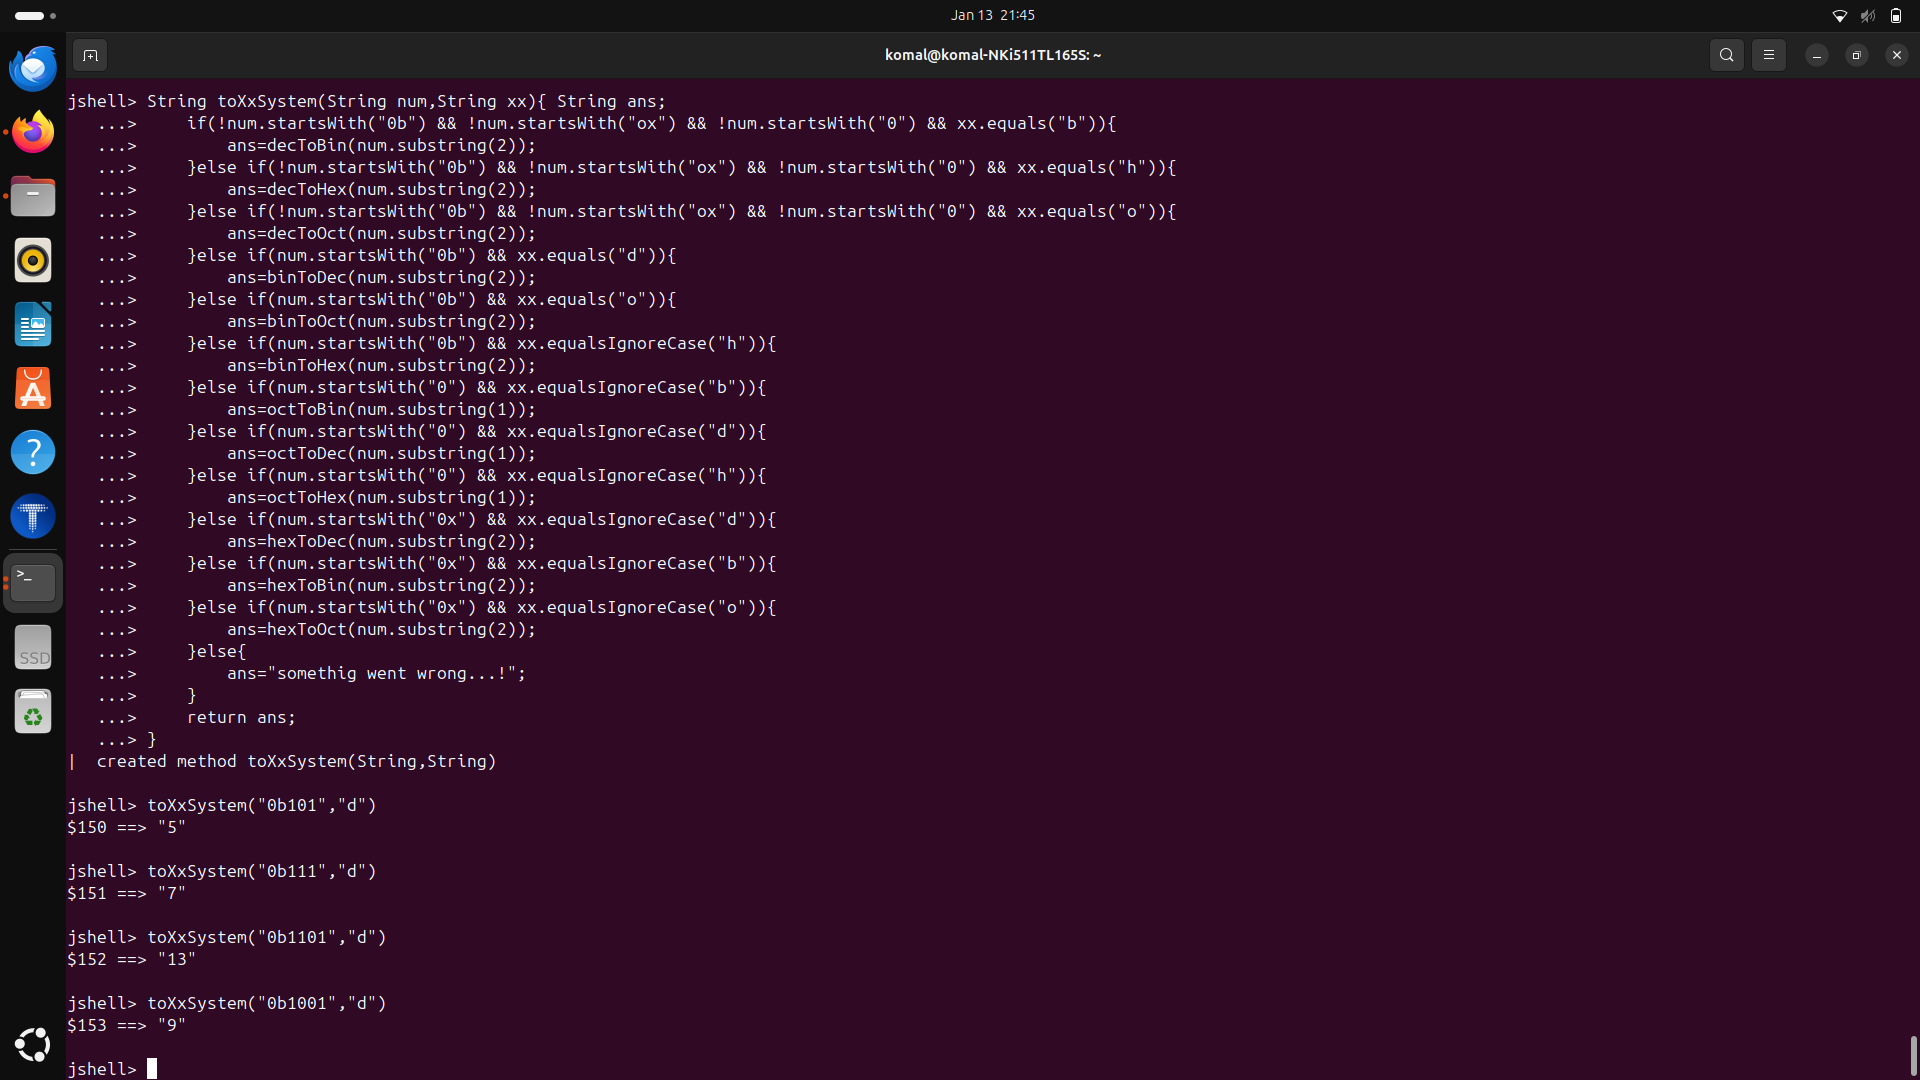 Jan 13 21:45
komal@komal-NKi511TL165S: ~
jshell> String toXxSystem(String num,String xx){ String ans;
   ...>     if(!num.startsWith("0b") && !num.startsWith("ox") && !num.startsWith("0") && xx.equals("b")){
   ...>         ans=decToBin(num.substring(2));
   ...>     }else if(!num.startsWith("0b") && !num.startsWith("ox") && !num.startsWith("0") && xx.equals("h")){
   ...>         ans=decToHex(num.substring(2));
   ...>     }else if(!num.startsWith("0b") && !num.startsWith("ox") && !num.startsWith("0") && xx.equals("o")){
   ...>         ans=decToOct(num.substring(2));
   ...>     }else if(num.startsWith("0b") && xx.equals("d")){
   ...>         ans=binToDec(num.substring(2));
   ...>     }else if(num.startsWith("0b") && xx.equals("o")){
   ...>         ans=binToOct(num.substring(2));
   ...>     }else if(num.startsWith("0b") && xx.equalsIgnoreCase("h")){
   ...>         ans=binToHex(num.substring(2));
   ...>     }else if(num.startsWith("0") && xx.equalsIgnoreCase("b")){
   ...>         ans=octToBin(num.substring(1));
   ...>     }else if(num.startsWith("0") && xx.equalsIgnoreCase("d")){
   ...>         ans=octToDec(num.substring(1));
   ...>     }else if(num.startsWith("0") && xx.equalsIgnoreCase("h")){
   ...>         ans=octToHex(num.substring(1));
   ...>     }else if(num.startsWith("0x") && xx.equalsIgnoreCase("d")){
   ...>         ans=hexToDec(num.substring(2));
   ...>     }else if(num.startsWith("0x") && xx.equalsIgnoreCase("b")){
   ...>         ans=hexToBin(num.substring(2));
   ...>     }else if(num.startsWith("0x") && xx.equalsIgnoreCase("o")){
   ...>         ans=hexToOct(num.substring(2));
   ...>     }else{
   ...>         ans="somethig went wrong...!";
   ...>     }
   ...>     return ans;
   ...> }
|  created method toXxSystem(String,String)
jshell> toXxSystem("0b101","d")
$150 ==> "5"
jshell> toXxSystem("0b111","d")
$151 ==> "7"
jshell> toXxSystem("0b1101","d")
$152 ==> "13"
jshell> toXxSystem("0b1001","d")
$153 ==> "9"
jshell>
SSD